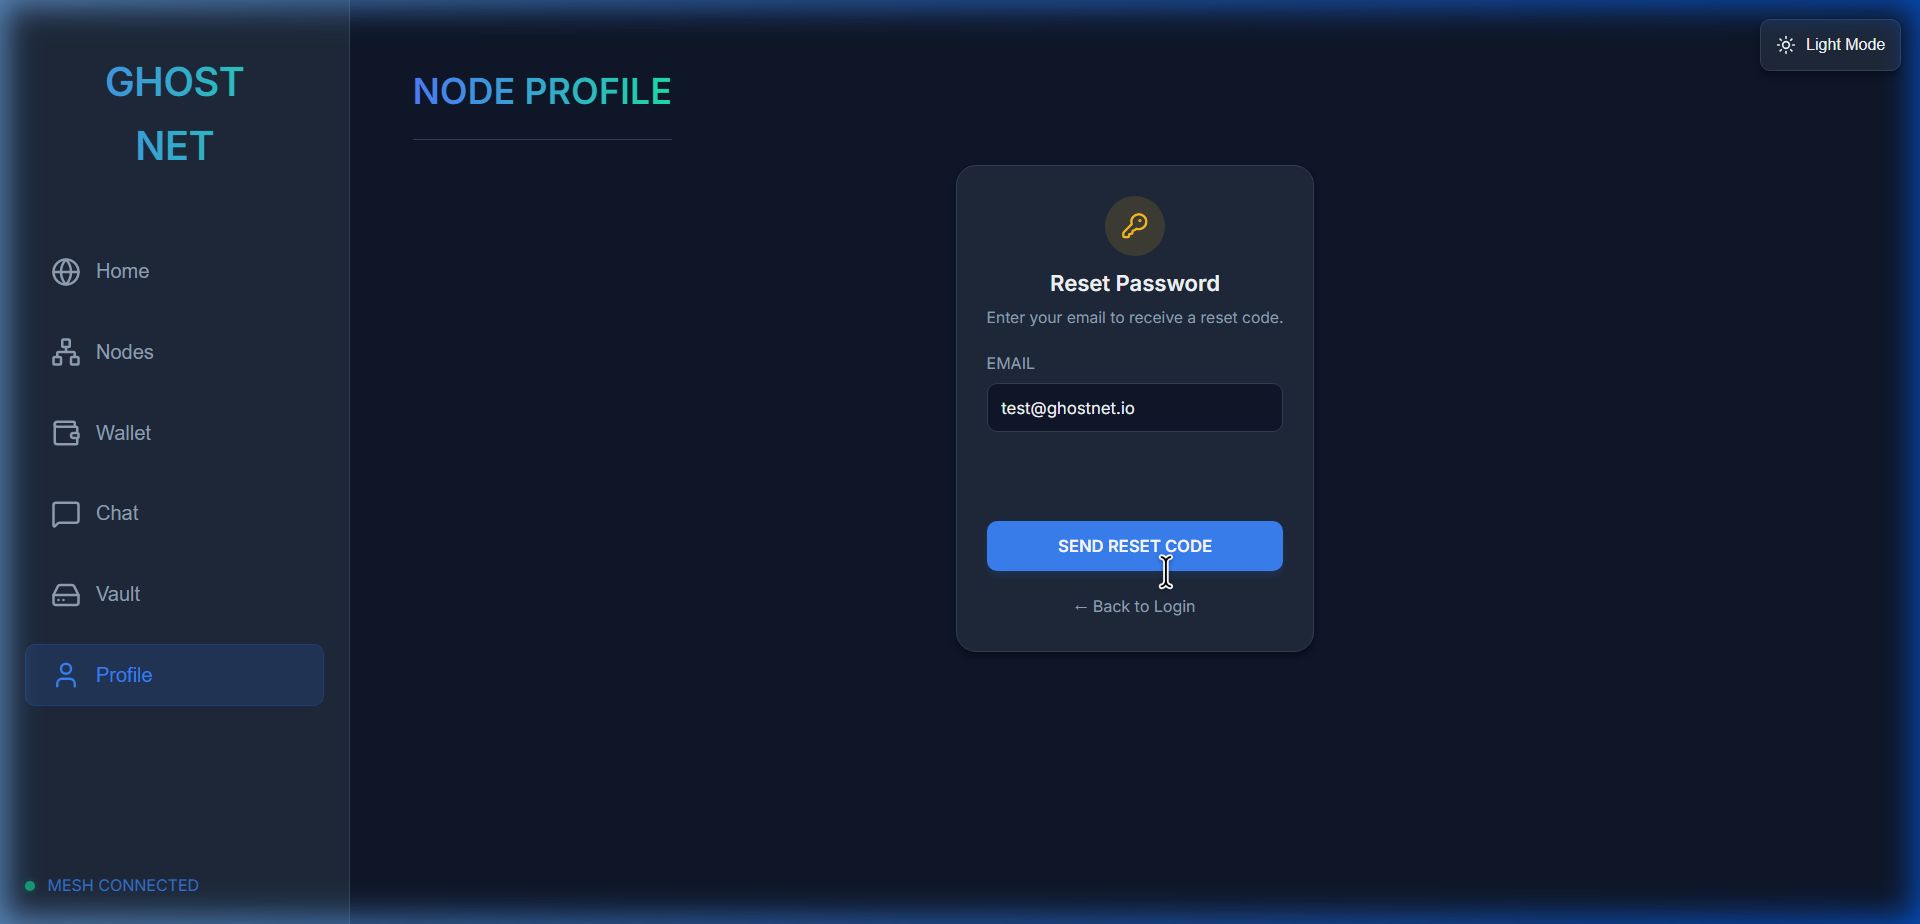 GHOST
NET
Home
Nodes
Wallet
Chat
Vault
Profile
MESH CONNECTED
NODE PROFILE
Light Mode
Reset Password
Enter your email to receive a reset code.
EMAIL
test@ghostnet.io
SEND RESET CODE
← Back to Login